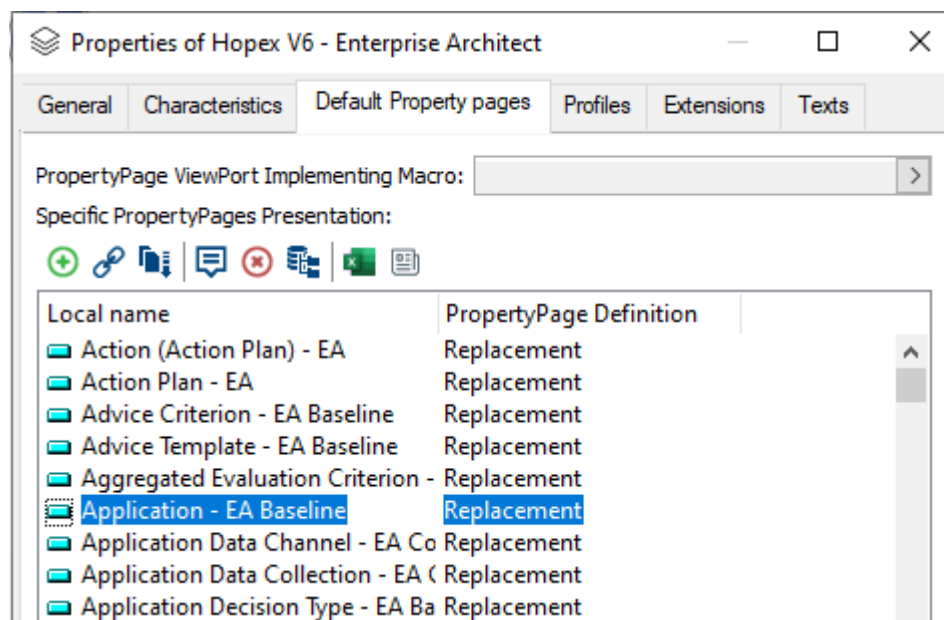 Properties of Hopex V6 - Enterprise Architect
General Characteristics Default Property pages Profiles Extensions Texts
PropertyPage ViewPort Implementing Macro:
Specific PropertyPages Presentation:
Local name PropertyPage Definition
Action (Action Plan) - EA Replacement
Action Plan - EA Replacement
Advice Criterion - EA Baseline Replacement
Advice Template - EA Baseline Replacement
Aggregated Evaluation Criterion - Replacement
Application - EA Baseline Replacement
Application Data Channel - EA Co Replacement
Application Data Collection - EA Replacement
Application Decision Type - EA Ba Replacement